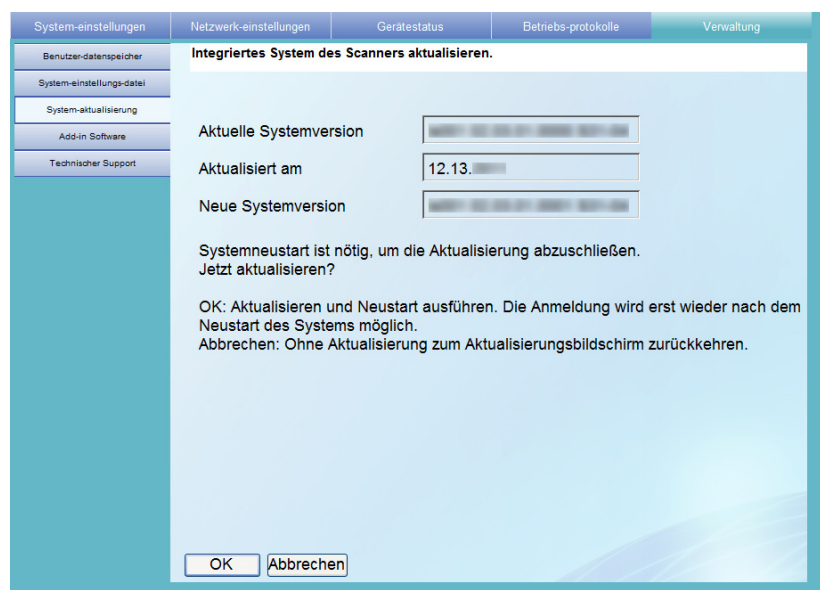 System-einstellungen
Netzwerk-einstellungen
Gerätestatus
Betriebs-protokolle
Verwaltung
Benutzer-datenspeicher
System-einstellungs-datei
System-aktualisierung
Add-in Software
Technischer Support
Integriertes System des Scanners aktualisieren.
Aktuelle Systemversion
Aktualisiert am 12.13.
Neue Systemversion
Systemneustart ist nötig, um die Aktualisierung abzuschließen.
Jetzt aktualisieren?
OK: Aktualisieren und Neustart ausführen. Die Anmeldung wird erst wieder nach dem
Neustart des Systems möglich.
Abbrechen: Ohne Aktualisierung zum Aktualisierungsbildschirm zurückkehren.
OK
Abbrechen